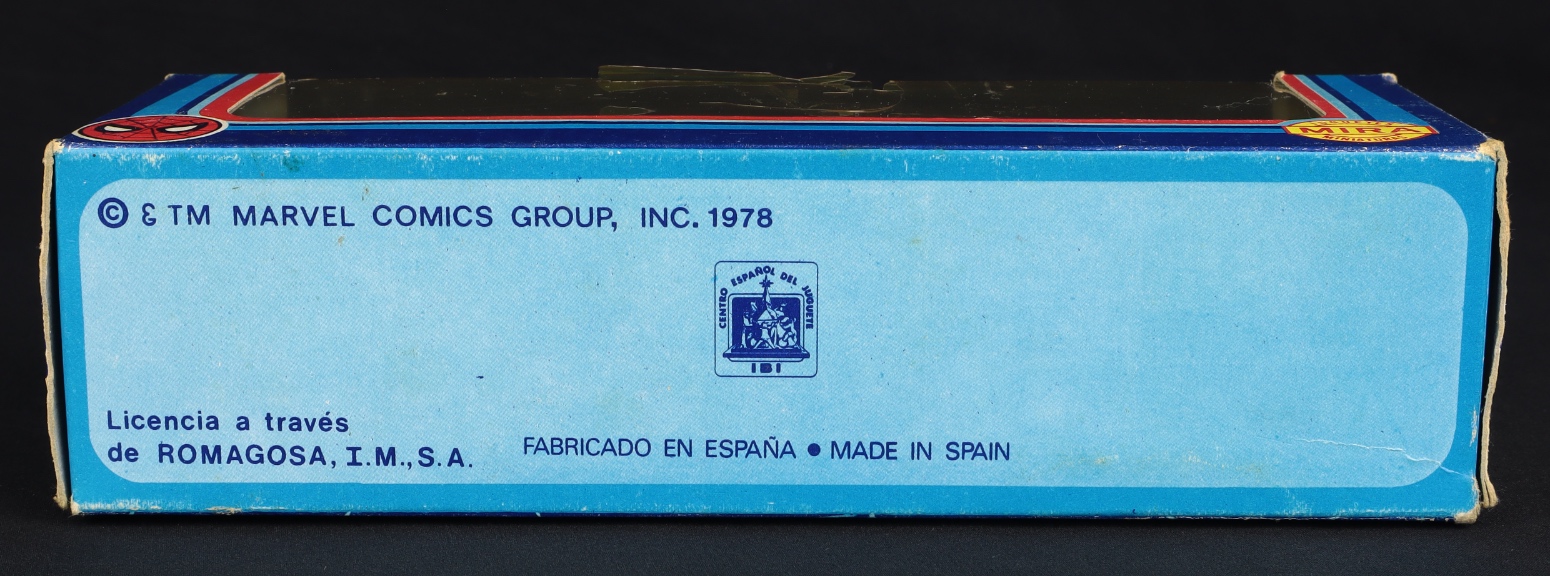 MIRA
© & TM MARVEL COMICS GROUP, INC. 1978
CENTRO ESPAÑOL DEL JUGUETE
IBI
Licencia a través
de ROMAGOSA, I.M.,S.A.
FABRICADO EN ESPAÑA ● MADE IN SPAIN